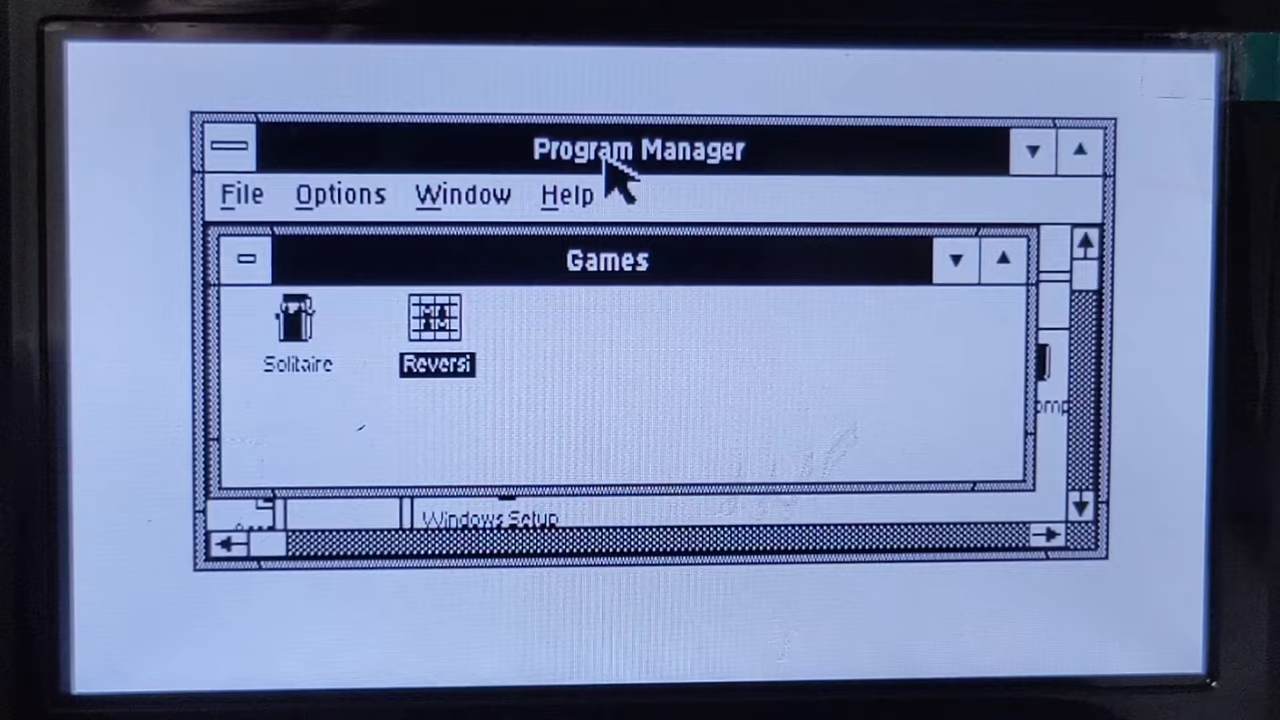 Program Manager
File Options Window Help
Games
Solitaire Reversi
Windows Setup